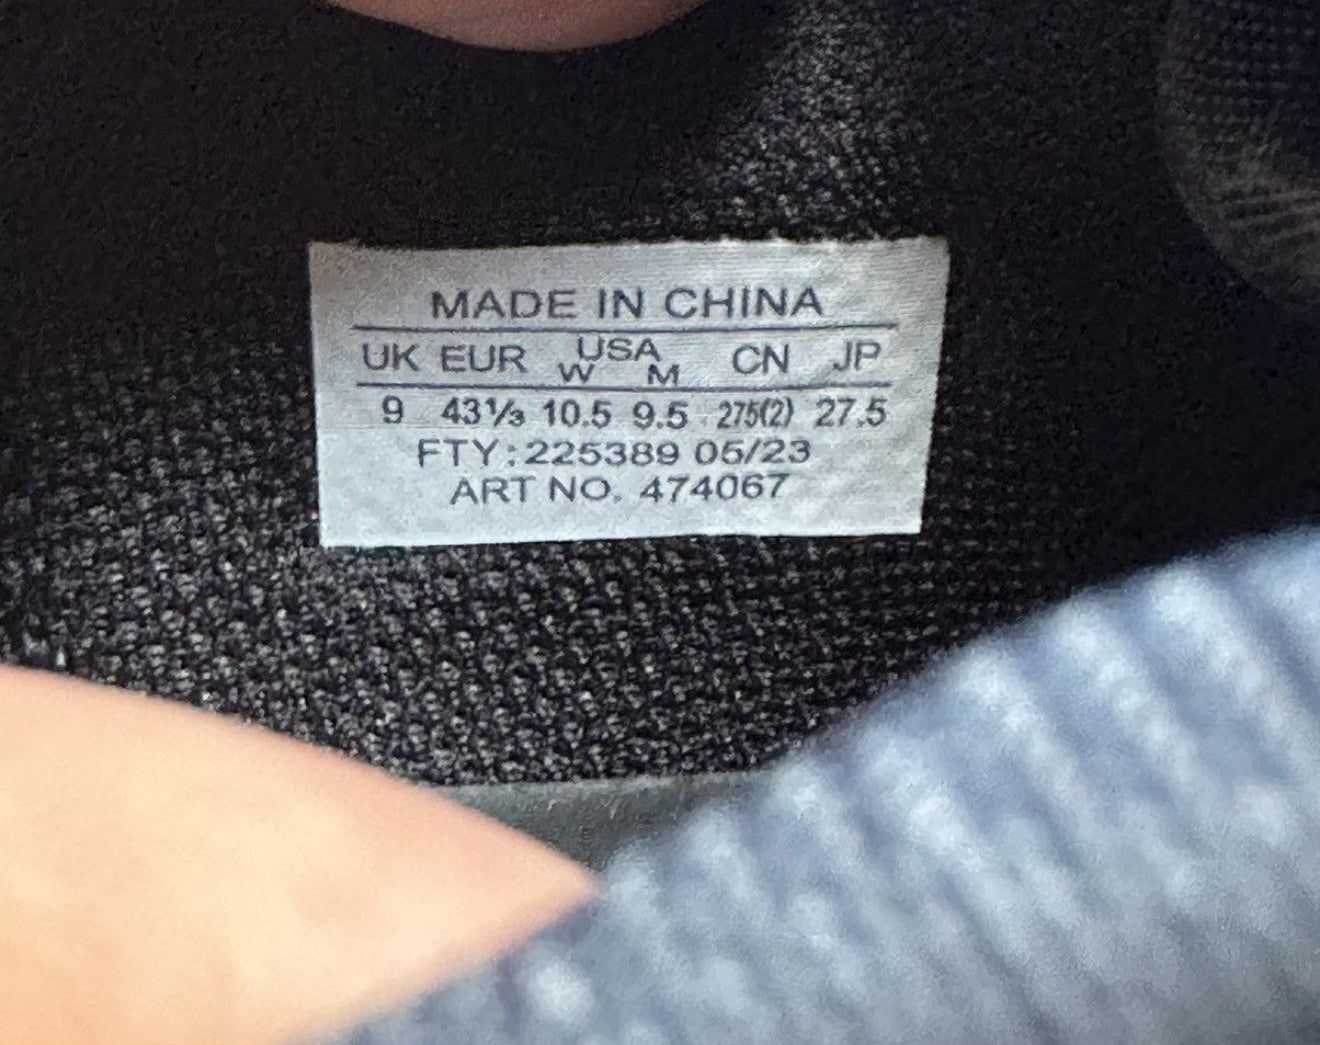 MADE IN CHINA
UK EUR USA CN JP
W M
9 43⅓ 10.5 9.5 275(2) 27.5
FTY: 225389 05/23
ART NO. 474067